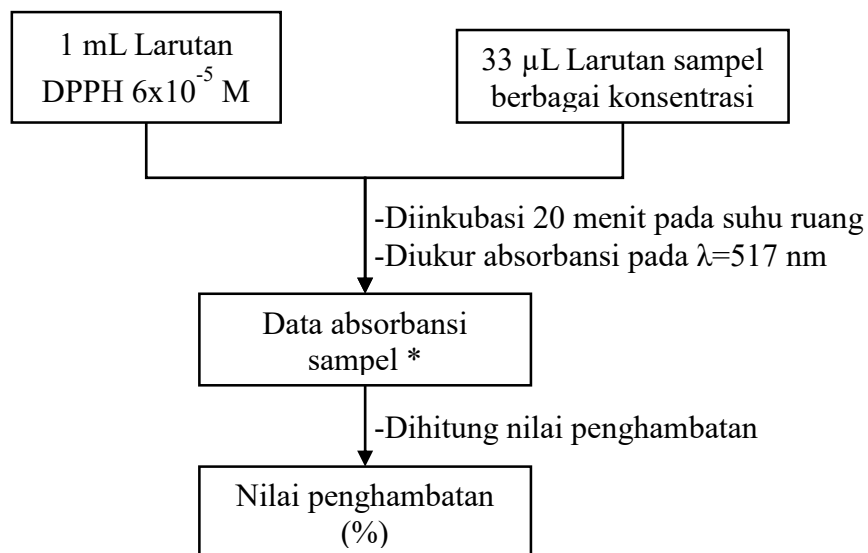 1 mL Larutan
DPPH 6x10⁻⁵ M
33 µL Larutan sampel
berbagai konsentrasi
-Diinkubasi 20 menit pada suhu ruang
-Diukur absorbansi pada λ=517 nm
Data absorbansi
sampel *
-Dihitung nilai penghambatan
Nilai penghambatan
(%)